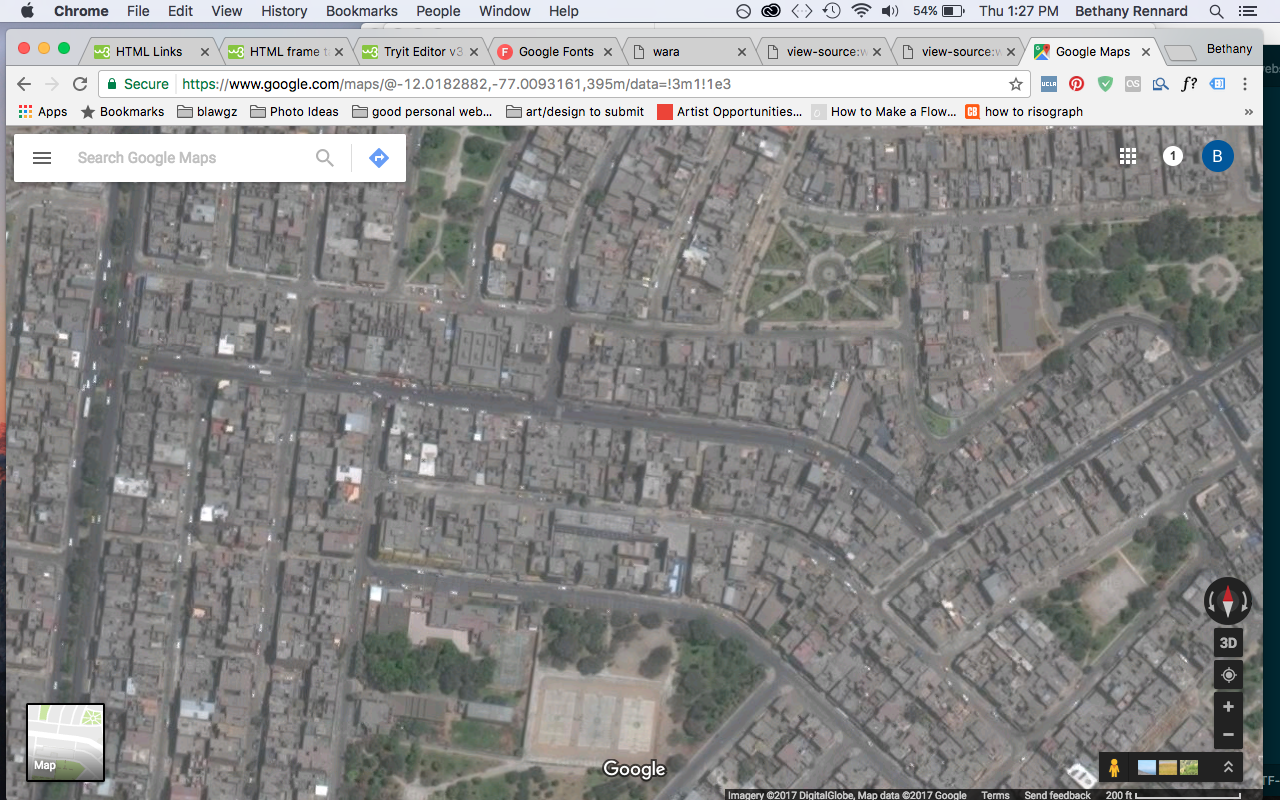 Chrome File Edit View History Bookmarks People Window Help 54% Thu 1:27 PM Bethany Rennard
HTML Links HTML frame t Tryit Editor v3 Google Fonts wara view-source:w view-source:w Google Maps Bethany
Secure https://www.google.com/maps/@-12.0182882,-77.0093161,395m/data=!3m1!1e3
Apps Bookmarks blawgz Photo Ideas good personal web... art/design to submit Artist Opportunities... How to Make a Flow... how to risograph »
Search Google Maps 1 B
3D
Map
Google
Imagery ©2017 DigitalGlobe, Map data ©2017 Google Terms Send feedback 200 ft